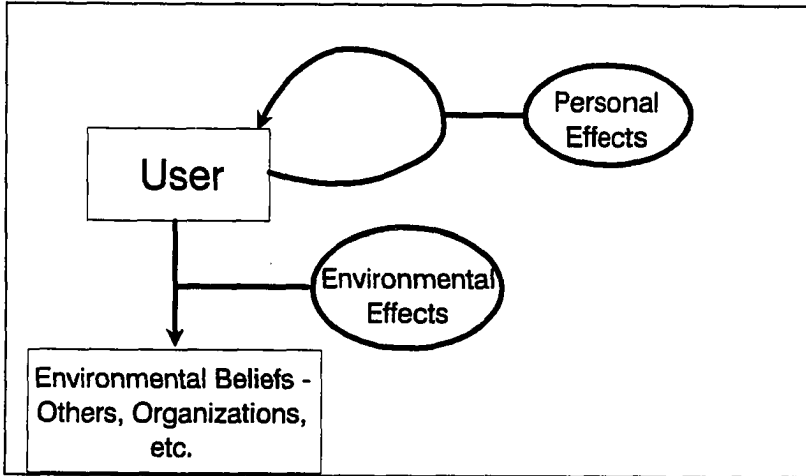 Personal
Effects
User
Environmental
Effects
Environmental Beliefs -
Others, Organizations,
etc.